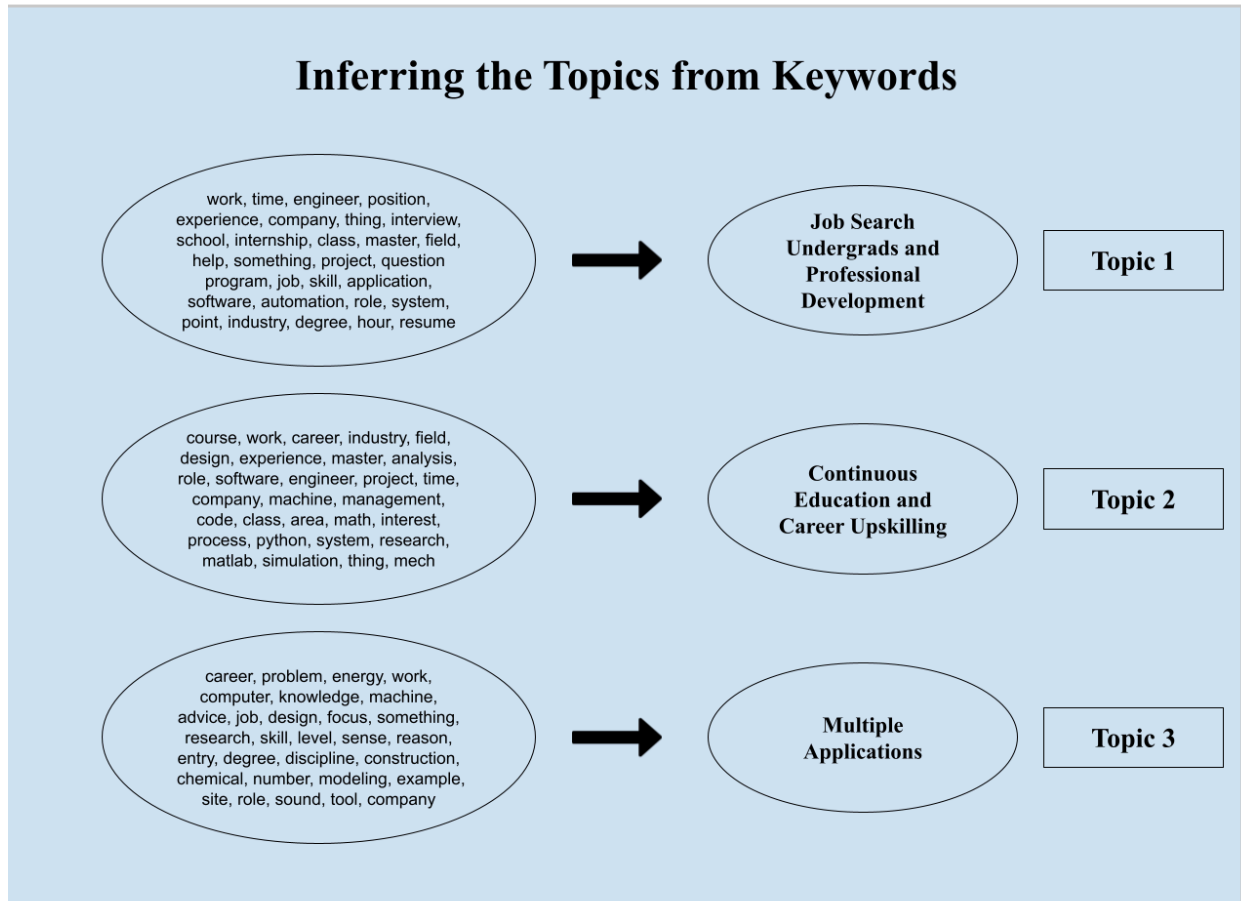 Inferring the Topics from Keywords
work, time, engineer, position,
experience, company, thing, interview,
school, internship, class, master, field,
help, something, project, question
program, job, skill, application,
software, automation, role, system,
point, industry, degree, hour, resume
Job Search
Undergrads and
Professional
Development
Topic 1
course, work, career, industry, field,
design, experience, master, analysis,
role, software, engineer, project, time,
company, machine, management,
code, class, area, math, interest,
process, python, system, research,
matlab, simulation, thing, mech
Continuous
Education and
Career Upskilling
Topic 2
career, problem, energy, work,
computer, knowledge, machine,
advice, job, design, focus, something,
research, skill, level, sense, reason,
entry, degree, discipline, construction,
chemical, number, modeling, example,
site, role, sound, tool, company
Multiple
Applications
Topic 3